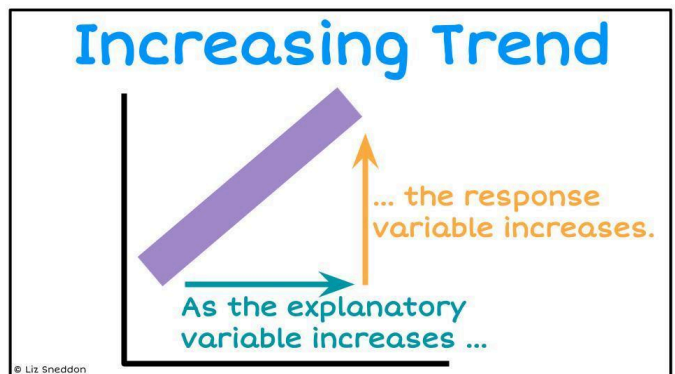 Increasing Trend
... the response
variable increases.
As the explanatory
variable increases ...
© Liz Sneddon